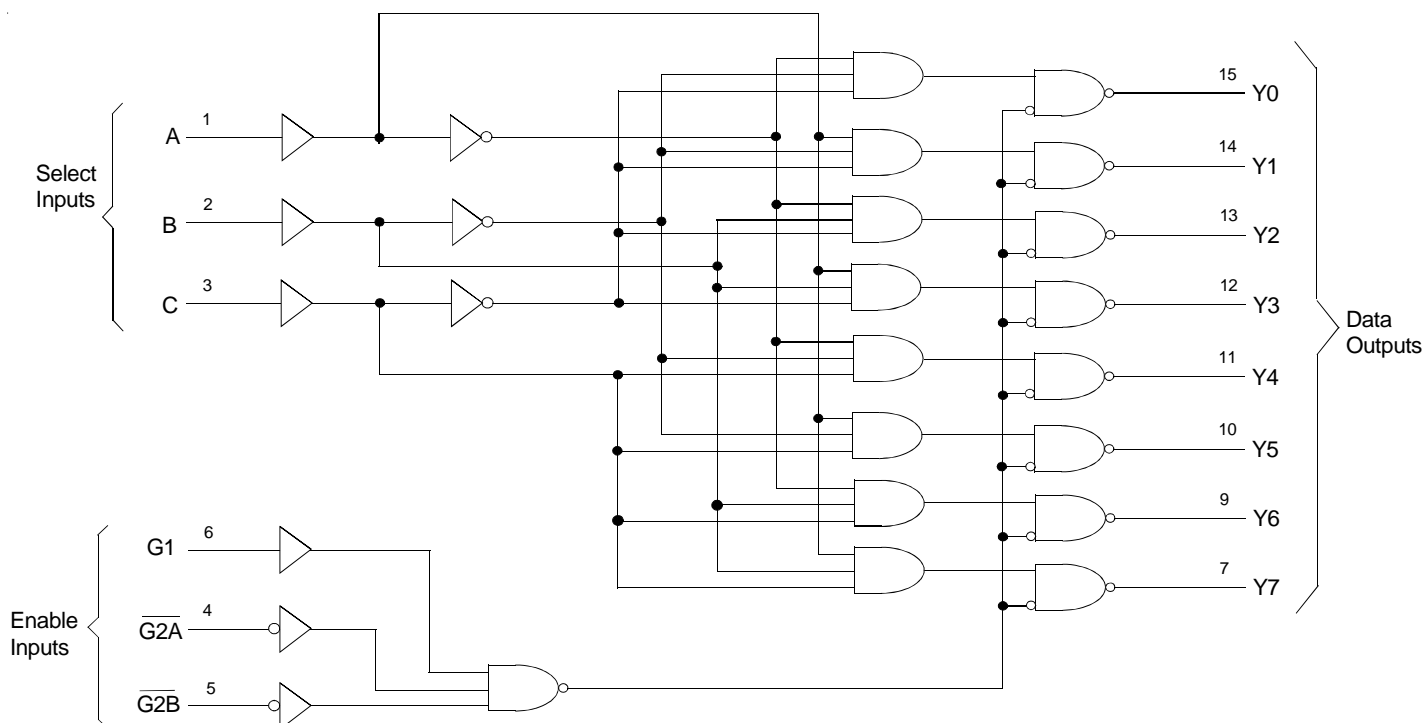 15
Y0
A 1
14
Y1
Select
Inputs
B 2
13
Y2
C 3
12
Y3
Data
Outputs
11
Y4
10
Y5
9
Y6
G1 6
7
Y7
Enable
Inputs
G2A 4
G2B 5